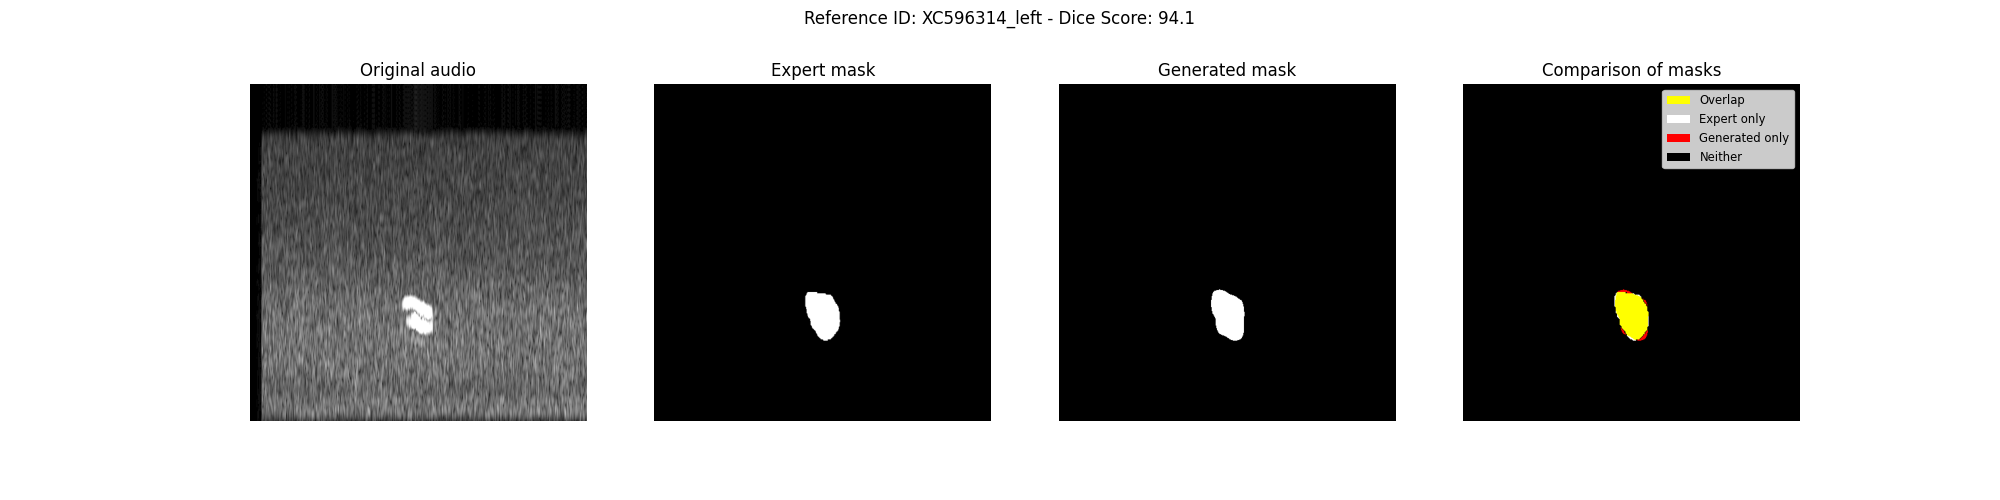 Reference ID: XC596314_left - Dice Score: 94.1
Original audio
Expert mask
Generated mask
Comparison of masks
Overlap
Expert only
Generated only
Neither